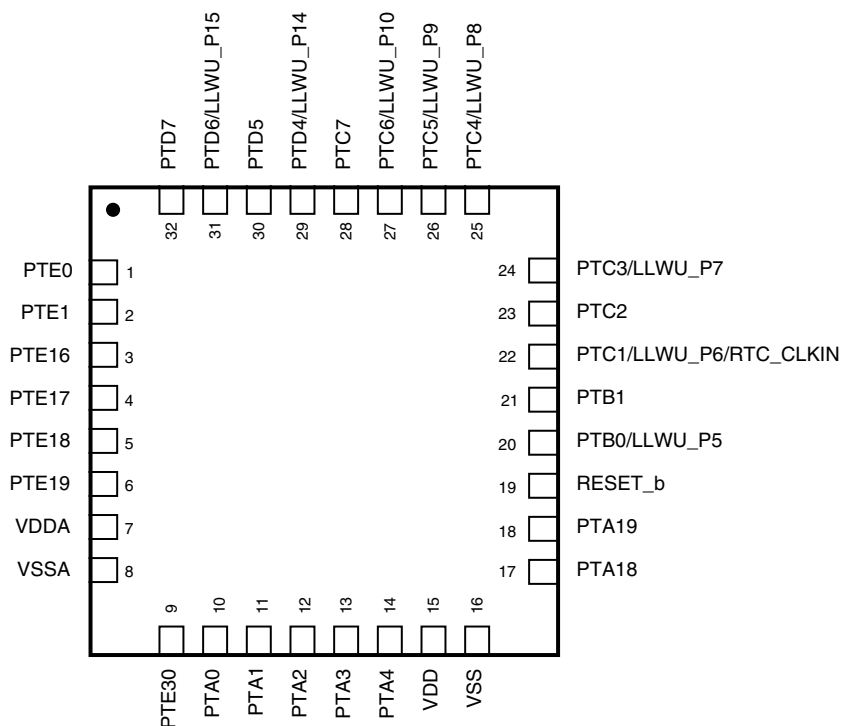 PTD7
PTD6/LLWU_P15
PTD5
PTD4/LLWU_P14
PTC7
PTC6/LLWU_P10
PTC5/LLWU_P9
PTC4/LLWU_P8
32
31
30
29
28
27
26
25
PTE0 1
PTE1 2
PTE16 3
PTE17 4
PTE18 5
PTE19 6
VDDA 7
VSSA 8
24 PTC3/LLWU_P7
23 PTC2
22 PTC1/LLWU_P6/RTC_CLKIN
21 PTB1
20 PTB0/LLWU_P5
19 RESET_b
18 PTA19
17 PTA18
9
10
11
12
13
14
15
16
PTE30
PTA0
PTA1
PTA2
PTA3
PTA4
VDD
VSS